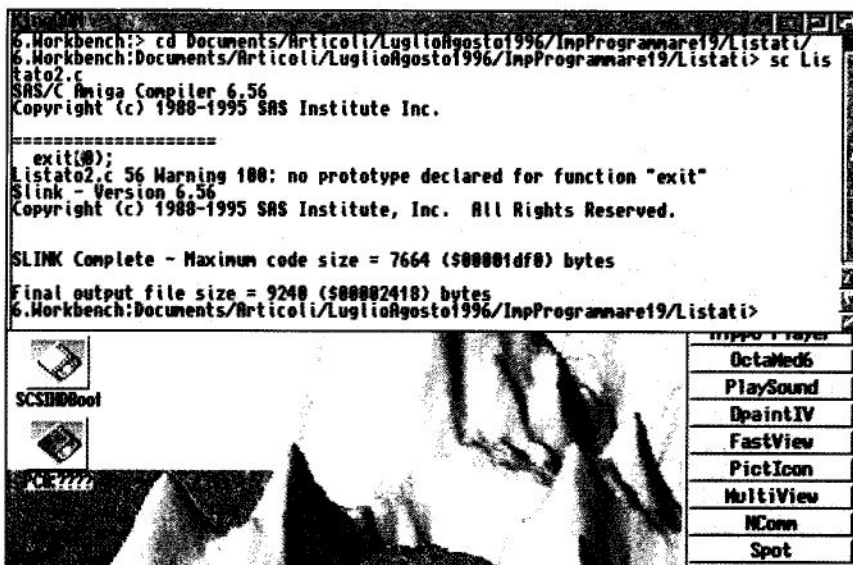 6.Workbench:> cd Documents/Articoli/LuglioAgosto1996/ImpProgrammare19/Listati/
6.Workbench:Documents/Articoli/LuglioAgosto1996/ImpProgrammare19/Listati> sc Lis
tato2.c
SAS/C Amiga Compiler 6.56
Copyright (c) 1988-1995 SAS Institute Inc.
====================
exit(0);
Listato2.c 56 Warning 100: no prototype declared for function "exit"
Slink - Version 6.56
Copyright (c) 1988-1995 SAS Institute, Inc.  All Rights Reserved.
SLINK Complete - Maximum code size = 7664 ($00001df0) bytes
Final output file size = 9240 ($00002418) bytes
6.Workbench:Documents/Articoli/LuglioAgosto1996/ImpProgrammare19/Listati>
SCSIHDBoot
PC1:????
Hippo Player
OctaMed6
PlaySound
DpaintIV
FastView
PictIcon
MultiView
NComm
Spot